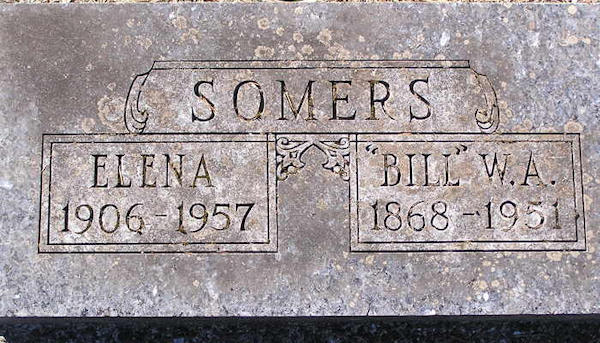 SOMERS
ELENA
1906-1957
"BILL" W.A.
1868-1951